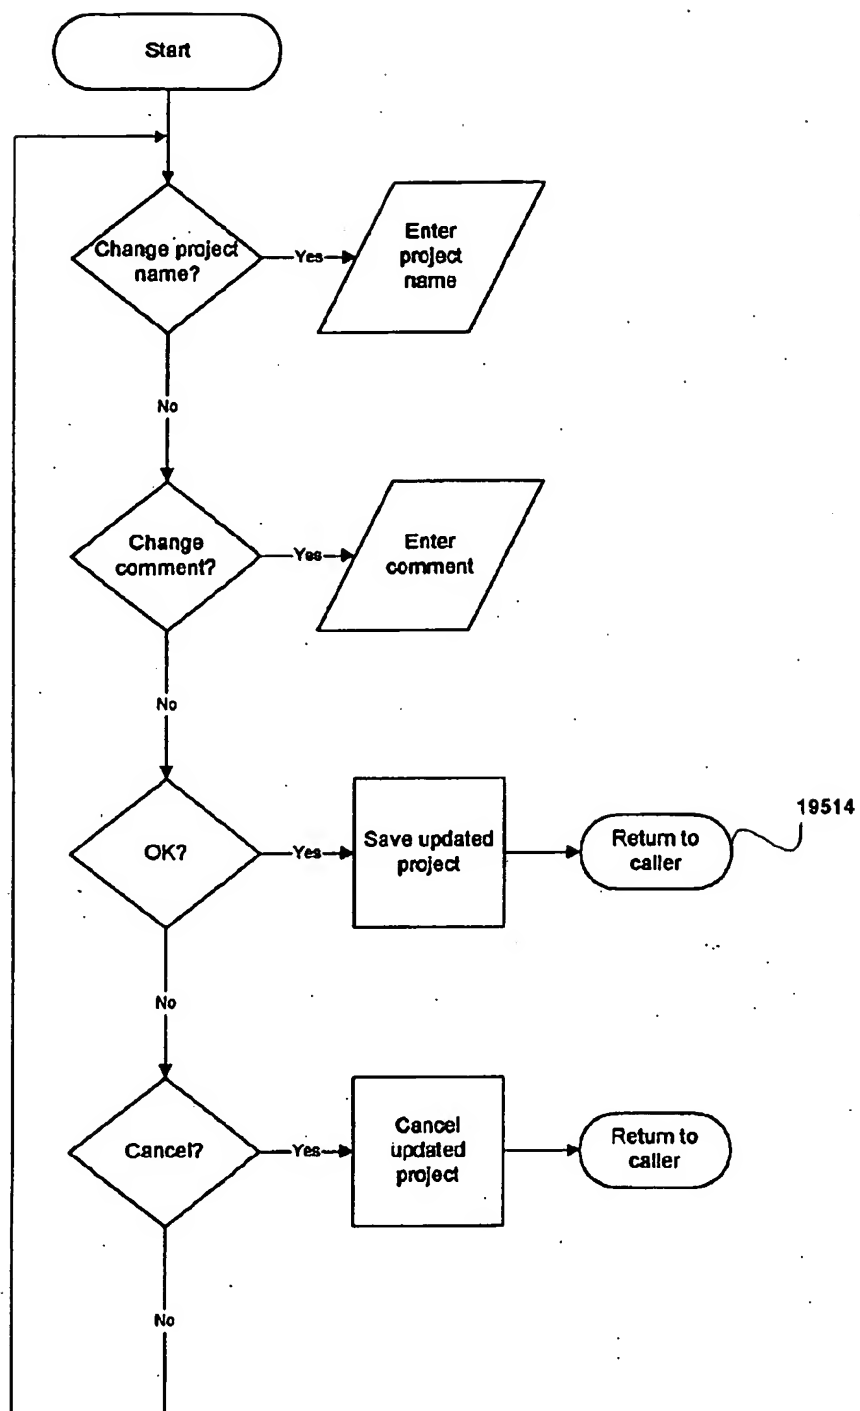 Start
Change project
name?
Yes
Enter
project
name
No
Change
comment?
Yes
Enter
comment
No
OK?
Yes
Save updated
project
Return to
caller
19514
No
Cancel?
Yes
Cancel
updated
project
Return to
caller
No